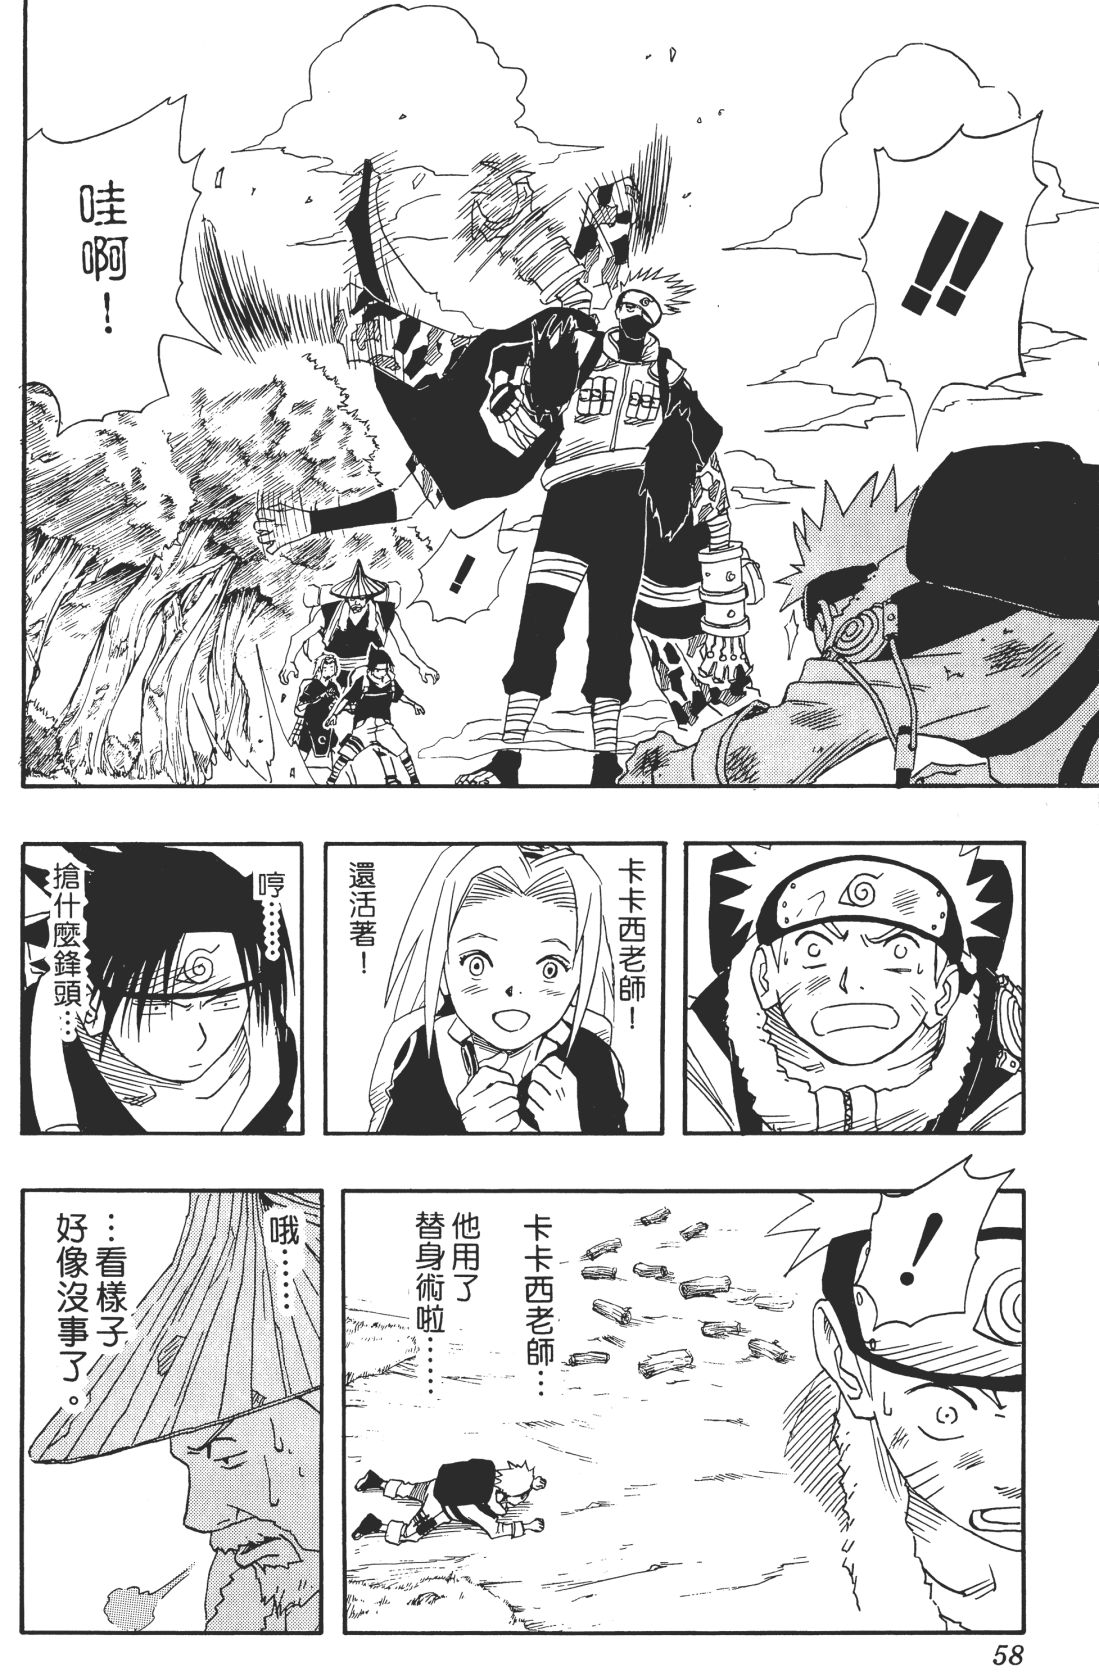 !!
!
哇啊！
卡卡西老師！
還活著！
哼………
搶什麼鋒頭…
!
卡卡西老師…
他用了
替身術啦……
哦……
…看樣子
好像沒事了。
58